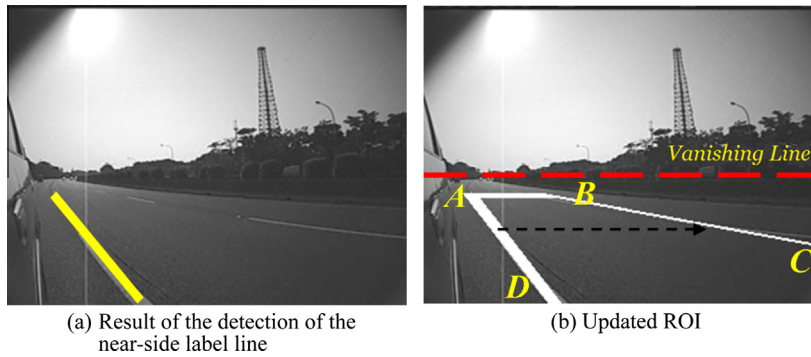 Vanishing Line
A
B
C
D
(a) Result of the detection of the
near-side label line
(b) Updated ROI